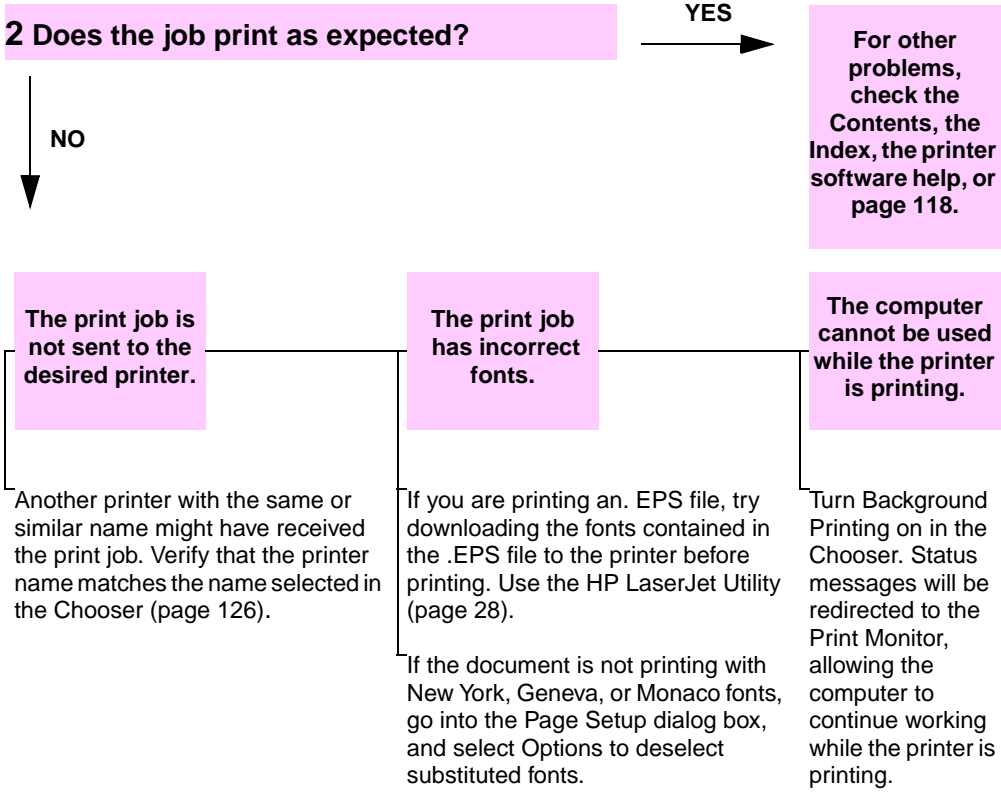 2 Does the job print as expected?
YES
For other
problems,
check the
Contents, the
Index, the printer
software help, or
page 118.
NO
The print job is
not sent to the
desired printer.
Another printer with the same or
similar name might have received
the print job. Verify that the printer
name matches the name selected in
the Chooser (page 126).
The print job
has incorrect
fonts.
If you are printing an. EPS file, try
downloading the fonts contained in
the .EPS file to the printer before
printing. Use the HP LaserJet Utility
(page 28).
If the document is not printing with
New York, Geneva, or Monaco fonts,
go into the Page Setup dialog box,
and select Options to deselect
substituted fonts.
The computer
cannot be used
while the printer
is printing.
Turn Background
Printing on in the
Chooser. Status
messages will be
redirected to the
Print Monitor,
allowing the
computer to
continue working
while the printer is
printing.